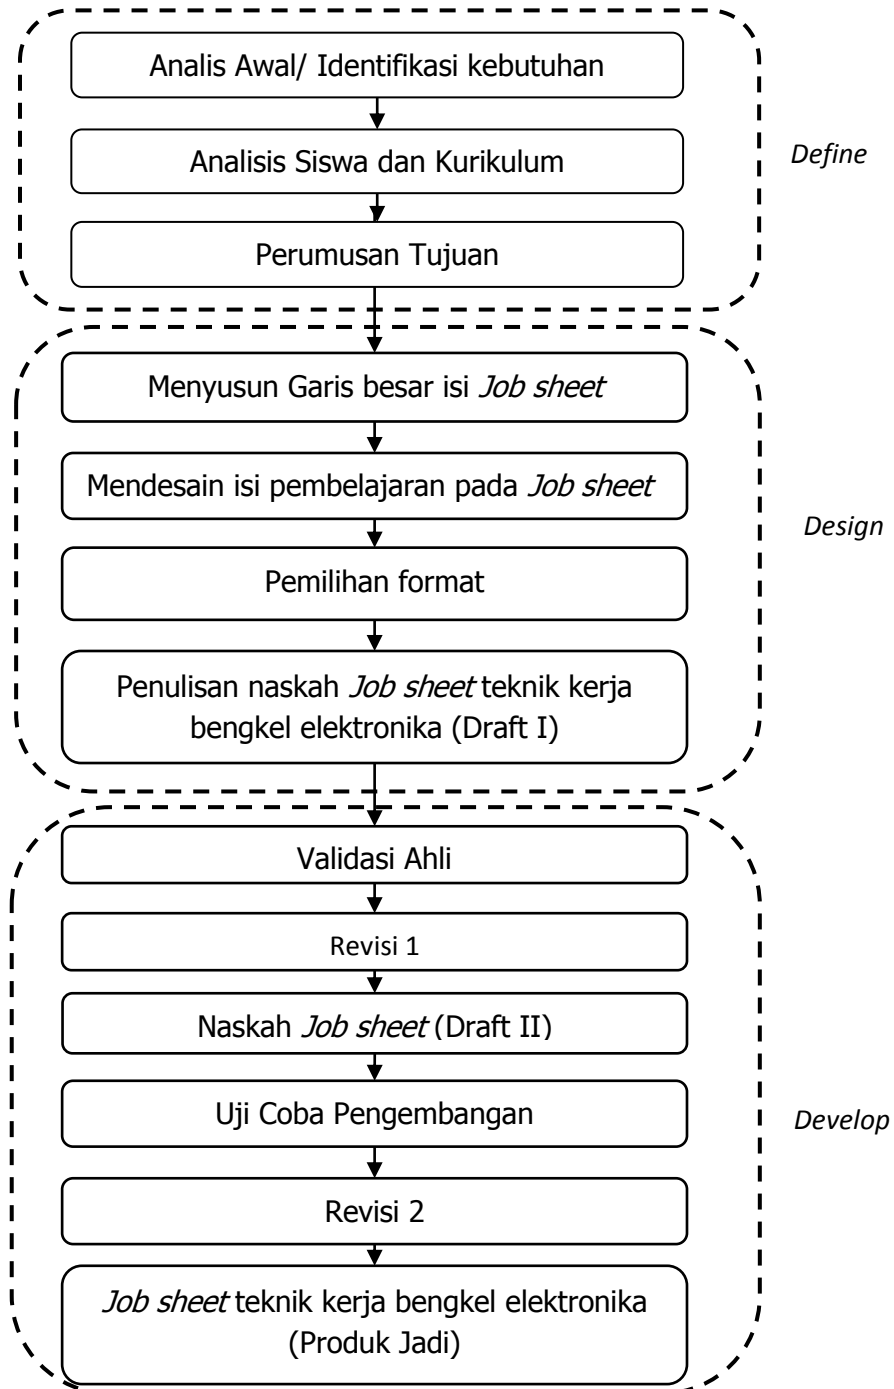 Analis Awal/ Identifikasi kebutuhan
Analisis Siswa dan Kurikulum
Define
Perumusan Tujuan
Menyusun Garis besar isi Job sheet
Mendesain isi pembelajaran pada Job sheet
Design
Pemilihan format
Penulisan naskah Job sheet teknik kerja
bengkel elektronika (Draft I)
Validasi Ahli
Revisi 1
Naskah Job sheet (Draft II)
Uji Coba Pengembangan
Develop
Revisi 2
Job sheet teknik kerja bengkel elektronika
(Produk Jadi)